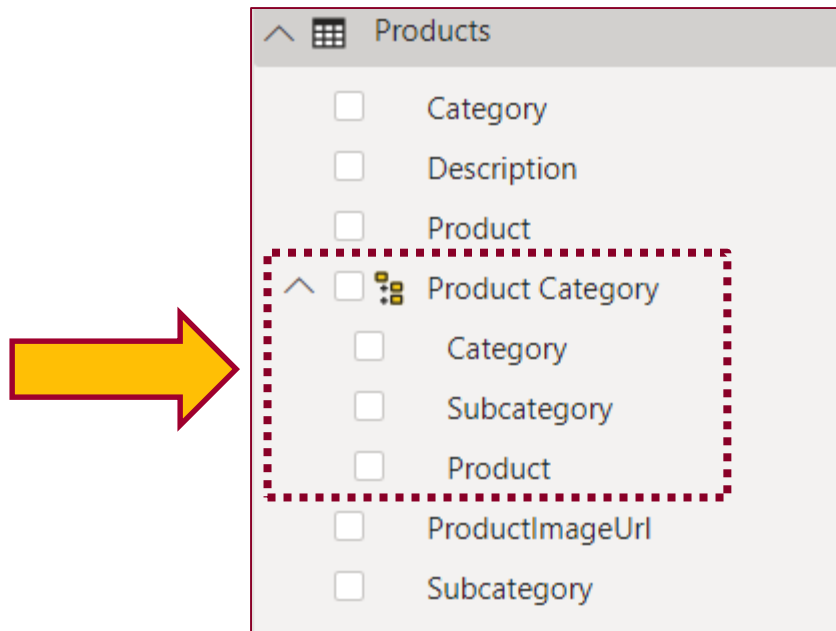 Products
Category
Description
Product
Product Category
Category
Subcategory
Product
ProductImageUrl
Subcategory